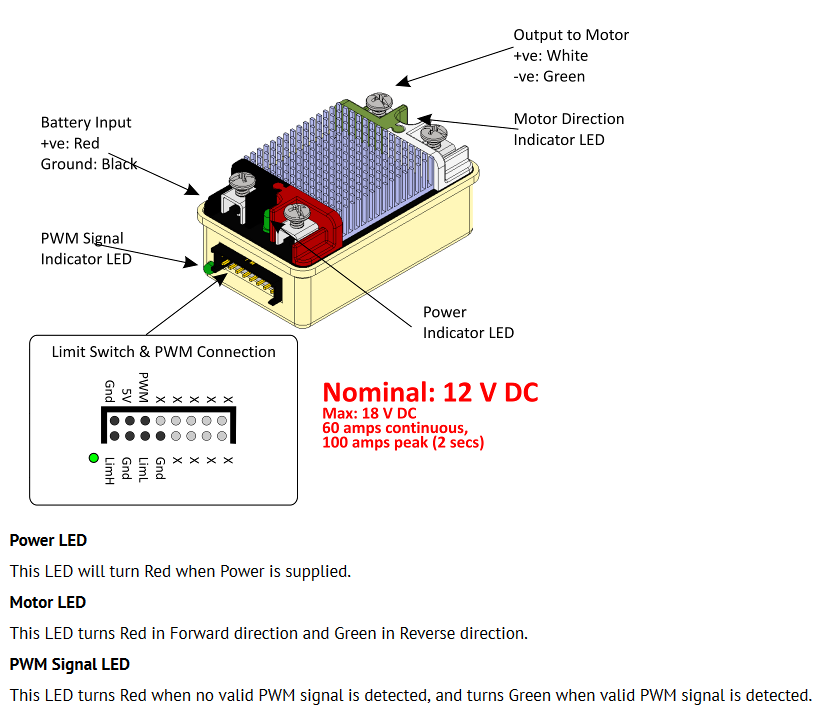 Output to Motor
+ve: White
-ve: Green
Battery Input
+ve: Red
Ground: Black
Motor Direction
Indicator LED
PWM Signal
Indicator LED
Power
Indicator LED
Limit Switch & PWM Connection
Gnd 5V PWM X X X X X
LimH Gnd LimL Gnd X X X X
Nominal: 12 V DC
Max: 18 V DC
60 amps continuous,
100 amps peak (2 secs)
Power LED
This LED will turn Red when Power is supplied.
Motor LED
This LED turns Red in Forward direction and Green in Reverse direction.
PWM Signal LED
This LED turns Red when no valid PWM signal is detected, and turns Green when valid PWM signal is detected.